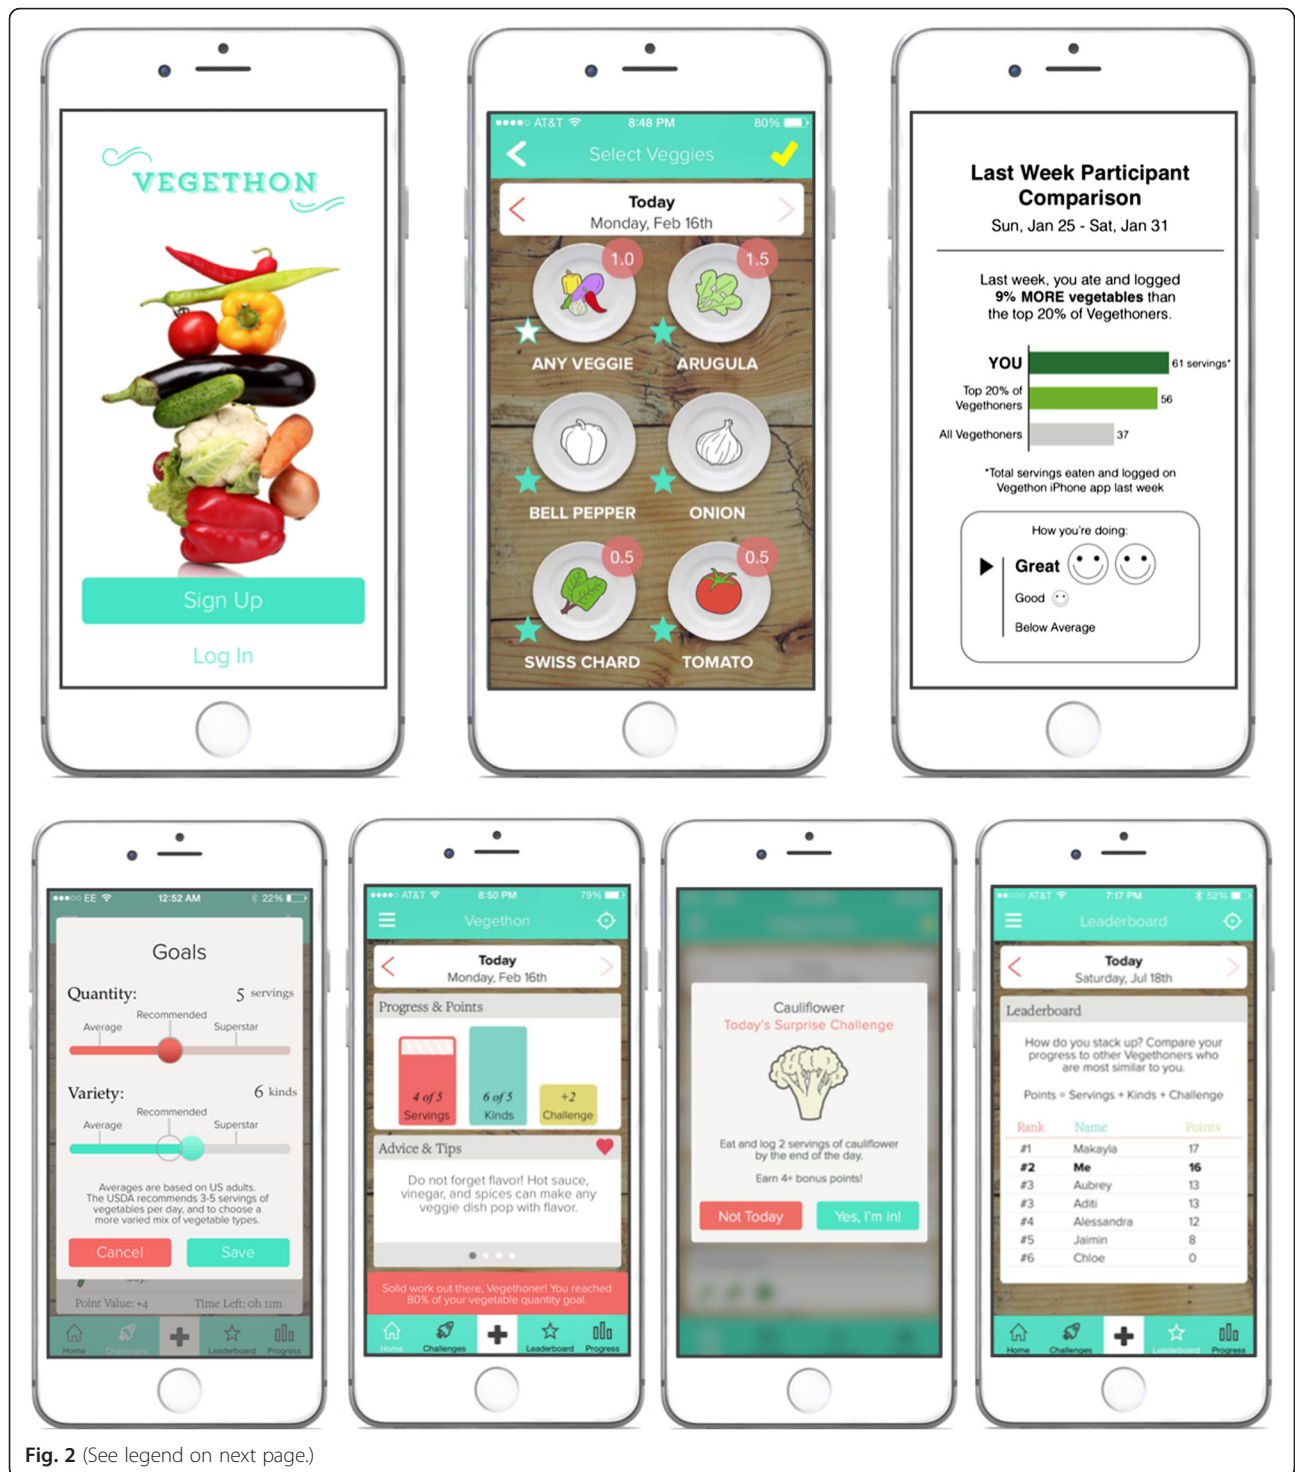 VEGETHON
Sign Up
Log In
AT&T 8:48 PM 80%
Select Veggies
Today
Monday, Feb 16th
1.0 1.5
ANY VEGGIE ARUGULA
BELL PEPPER ONION
0.5 0.5
SWISS CHARD TOMATO
Last Week Participant
Comparison
Sun, Jan 25 - Sat, Jan 31
Last week, you ate and logged
9% MORE vegetables than
the top 20% of Vegethoners.
YOU 61 servings*
Top 20% of
Vegethoners 56
All Vegethoners 37
*Total servings eaten and logged on
Vegethon iPhone app last week
How you're doing:
Great
Good
Below Average
EE 12:52 AM 22%
Goals
Quantity: 5 servings
Recommended
Average Superstar
Variety: 6 kinds
Recommended
Average Superstar
Averages are based on US adults.
The USDA recommends 3-5 servings of
vegetables per day, and to choose a
more varied mix of vegetable types.
Cancel Save
day.
Point Value: +4 Time Left: 0h 11m
Home Challenges Leaderboard Progress
AT&T 8:50 PM 79%
Vegethon
Today
Monday, Feb 16th
Progress & Points
4 of 5 6 of 5 +2
Servings Kinds Challenge
Advice & Tips
Do not forget flavor! Hot sauce,
vinegar, and spices can make any
veggie dish pop with flavor.
Solid work out there, Vegethoner! You reached
80% of your vegetable quantity goal.
Home Challenges Leaderboard Progress
Cauliflower
Today's Surprise Challenge
Eat and log 2 servings of cauliflower
by the end of the day.
Earn 4+ bonus points!
Not Today Yes, I'm in!
AT&T 7:17 PM 52%
Leaderboard
Today
Saturday, Jul 18th
Leaderboard
How do you stack up? Compare your
progress to other Vegethoners who
are most similar to you.
Points = Servings + Kinds + Challenge
Rank Name Points
#1 Makayla 17
#2 Me 16
#3 Aubrey 13
#3 Aditi 13
#4 Alessandra 12
#5 Jaimin 8
#6 Chloe 0
Home Challenges Leaderboard Progress
Fig. 2 (See legend on next page.)